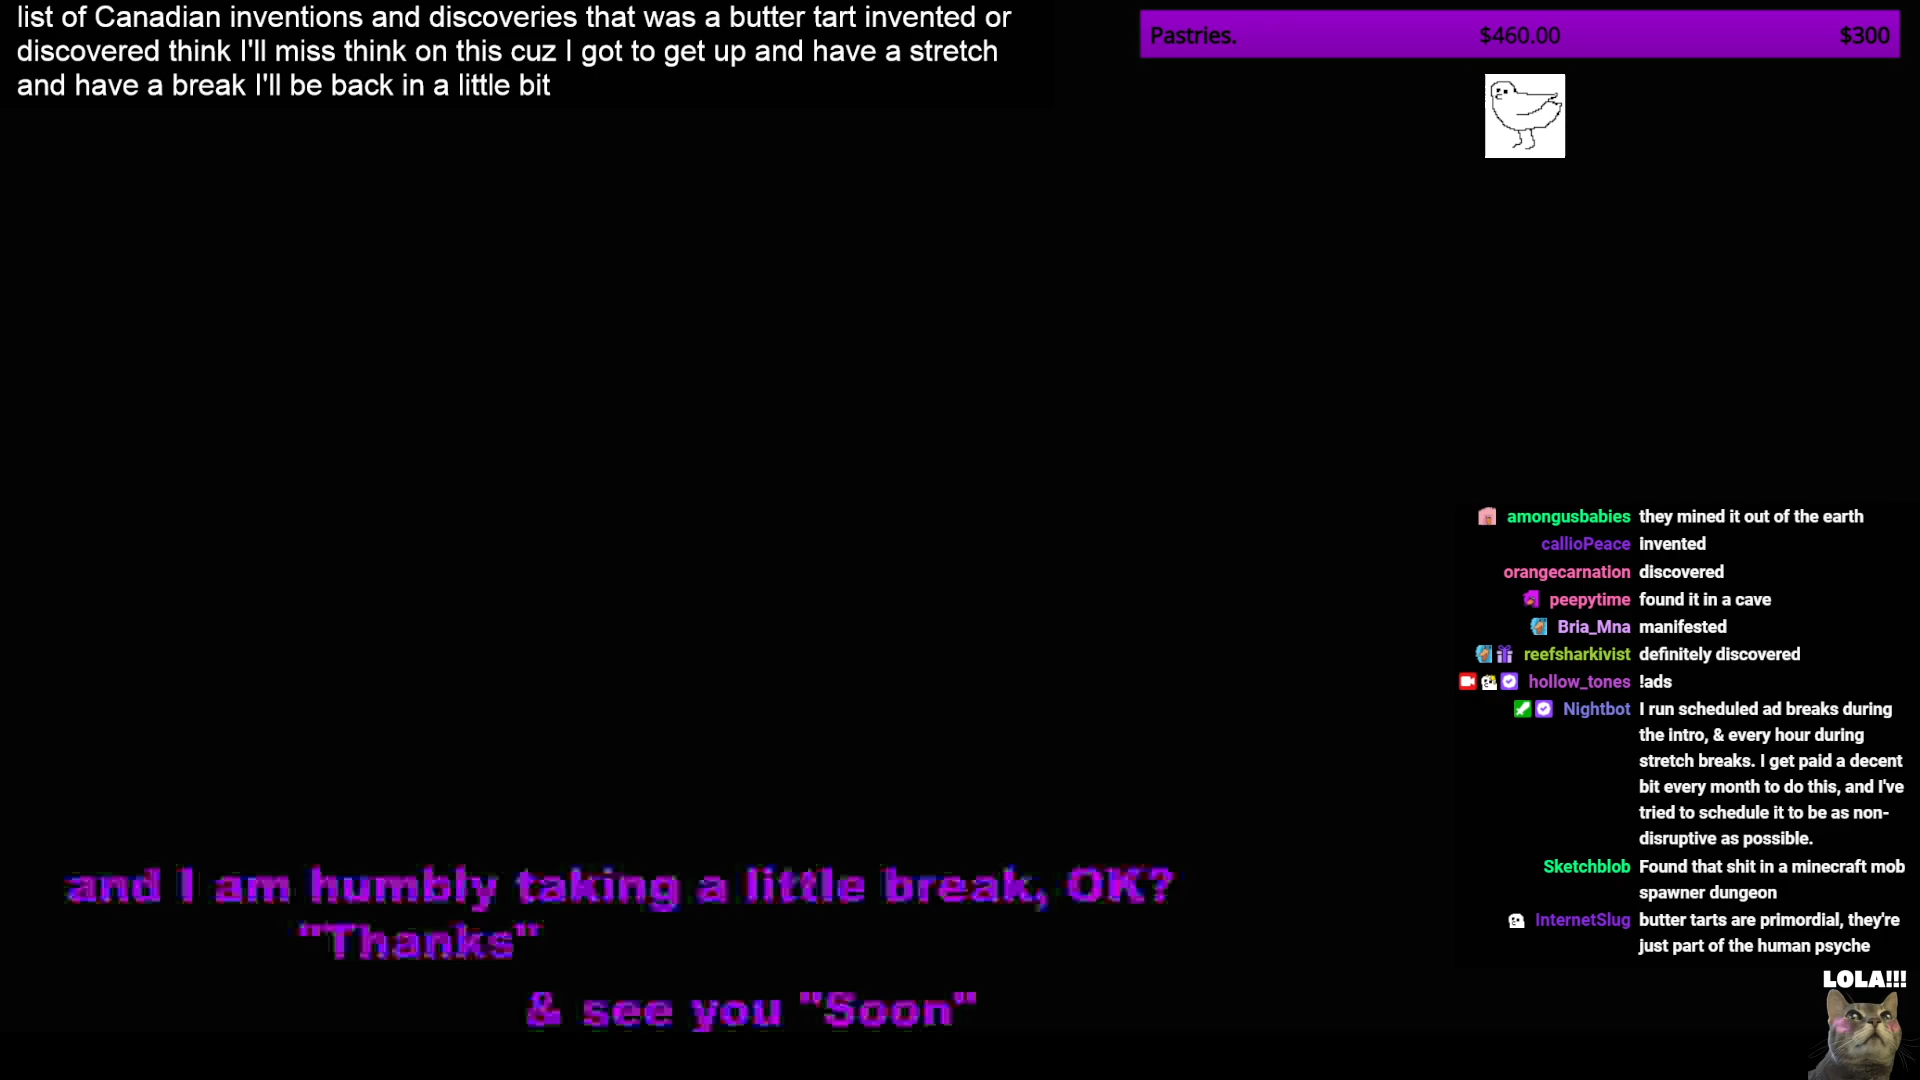 list of Canadian inventions and discoveries that was a butter tart invented or
discovered think I'll miss think on this cuz I got to get up and have a stretch
and have a break I'll be back in a little bit
Pastries. $460.00 $300
amongusbabies they mined it out of the earth
callioPeace invented
orangecarnation discovered
peepytime found it in a cave
Bria_Mna manifested
reefsharkivist definitely discovered
hollow_tones !ads
Nightbot I run scheduled ad breaks during
the intro, & every hour during
stretch breaks. I get paid a decent
bit every month to do this, and I've
tried to schedule it to be as non-
disruptive as possible.
Sketchblob Found that shit in a minecraft mob
spawner dungeon
InternetSlug butter tarts are primordial, they're
just part of the human psyche
and I am humbly taking a little break, OK?
"Thanks"
& see you "Soon"
LOLA!!!